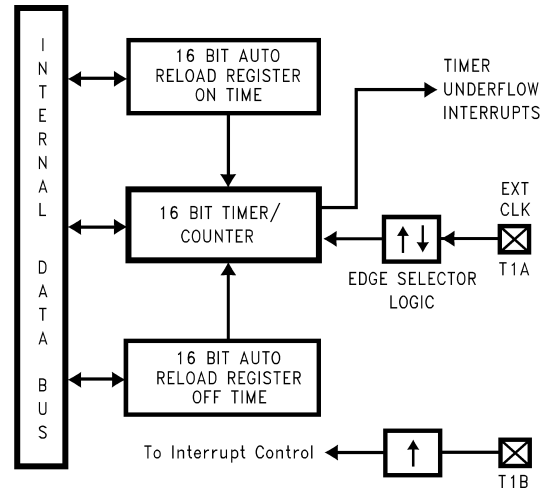 INTERNAL DATA BUS
16 BIT AUTO
RELOAD REGISTER
ON TIME
TIMER
UNDERFLOW
INTERRUPTS
16 BIT TIMER/
COUNTER
EXT
CLK
T1A
EDGE SELECTOR
LOGIC
16 BIT AUTO
RELOAD REGISTER
OFF TIME
To Interrupt Control
T1B